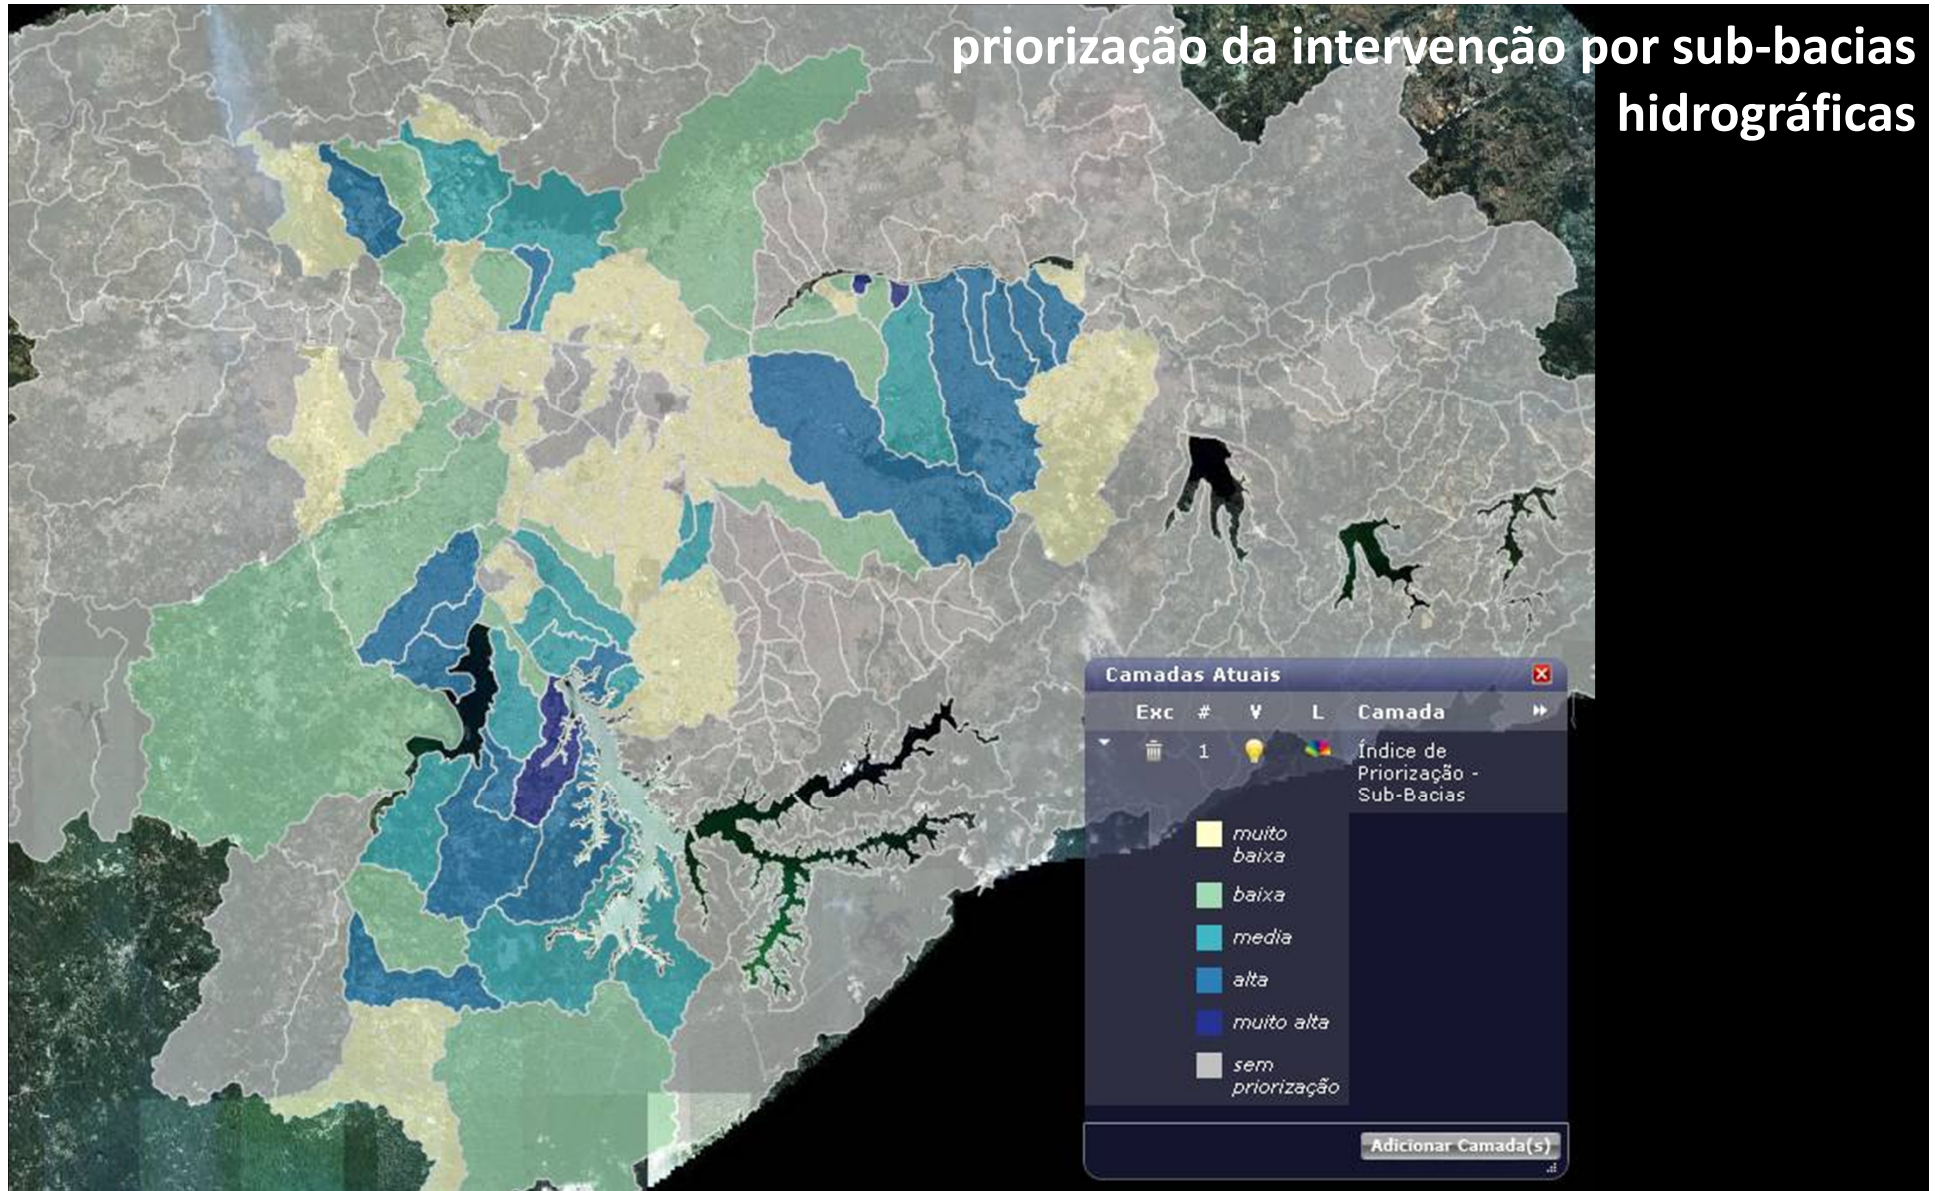 priorização da intervenção por sub-bacias
hidrográficas
Camadas Atuais
Exc # V L Camada
1 Índice de
Priorização -
Sub-Bacias
muito
baixa
baixa
media
alta
muito alta
sem
priorização
Adicionar Camada(s)